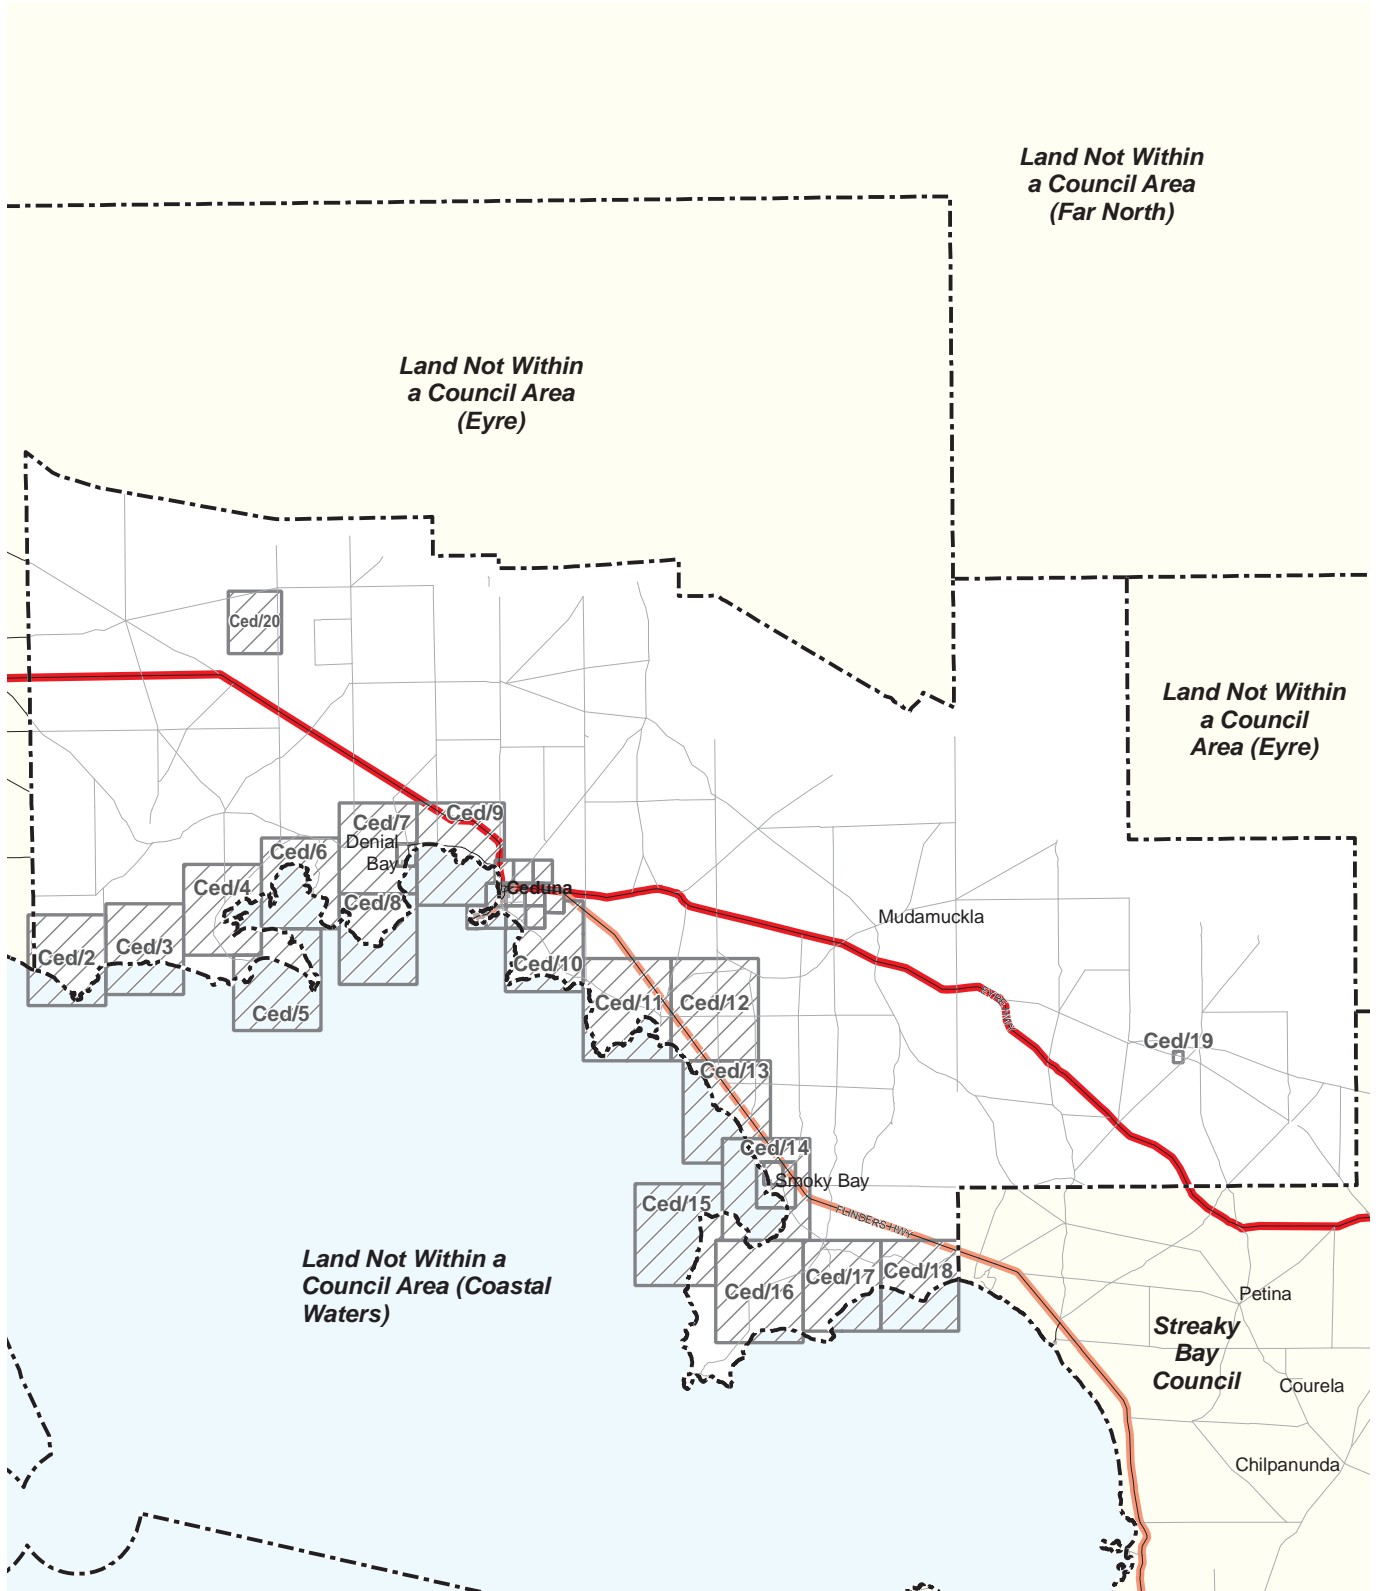 Land Not Within
a Council Area
(Far North)
Land Not Within
a Council Area
(Eyre)
Ced/20
Land Not Within
a Council
Area (Eyre)
Ced/9
Ced/7
Denial
Bay
Ced/6
Ced/4
Ced/8
Ceduna
Mudamuckla
Ced/3
Ced/2
Ced/10
Ced/5
Ced/11
Ced/12
EYRE HWY
Ced/19
Ced/13
Ced/14
Smoky Bay
Ced/15
FLINDERS HWY
Land Not Within a
Council Area (Coastal
Waters)
Ced/16
Ced/17
Ced/18
Petina
Streaky
Bay
Council
Courela
Chilpanunda